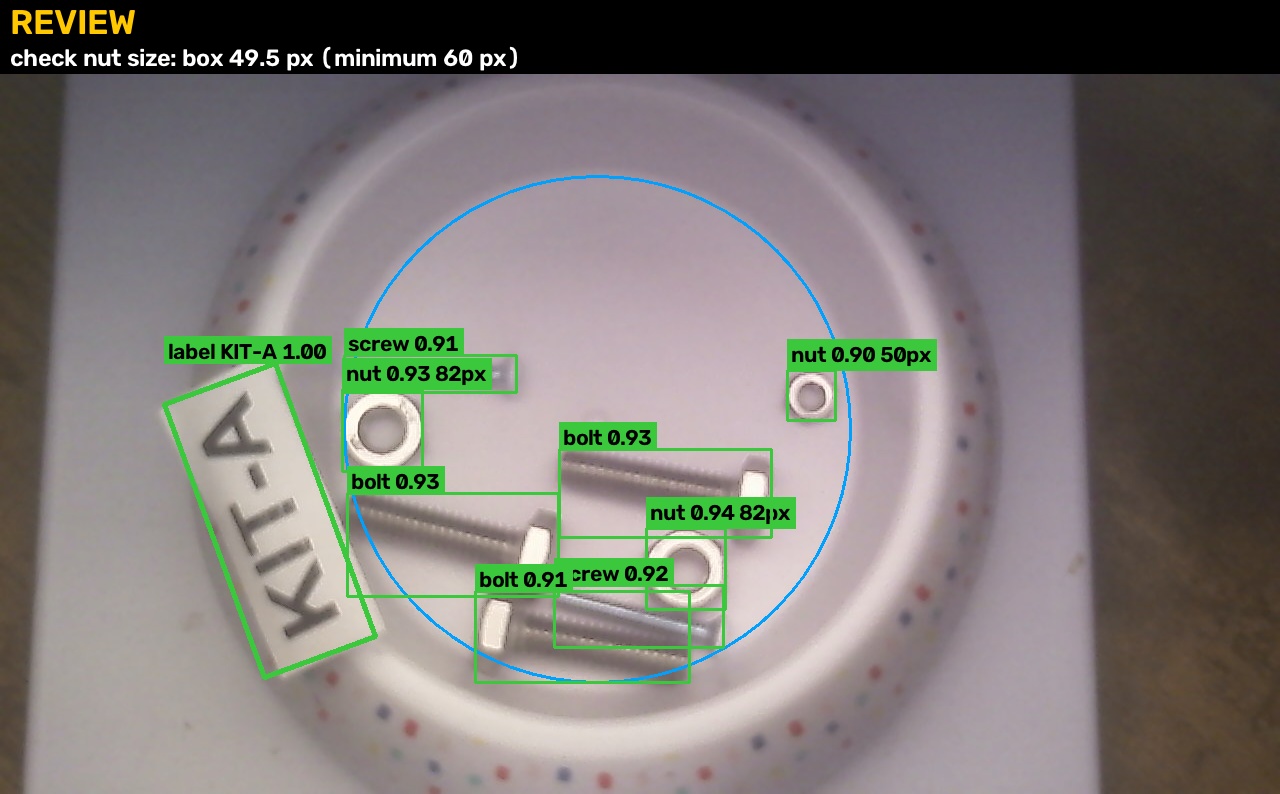 REVIEW
check nut size: box 49.5 px (minimum 60 px)
label KIT-A 1.00
screw 0.91
nut 0.93 82px
nut 0.90 50px
bolt 0.93
bolt 0.93
nut 0.94 82px
bolt 0.91
crew 0.92
KIT-A